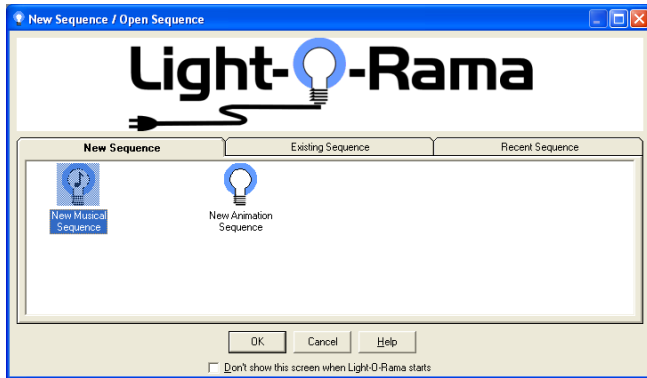 New Sequence / Open Sequence
Light-O-Rama
New Sequence Existing Sequence Recent Sequence
New Musical Sequence
New Animation Sequence
OK Cancel Help
Don't show this screen when Light-O-Rama starts